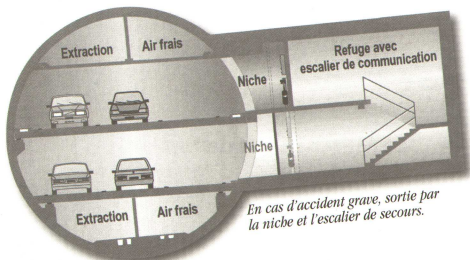 Extraction
Air frais
Niche
Refuge avec
escalier de communication
Niche
Extraction
Air frais
En cas d'accident grave, sortie par
la niche et l'escalier de secours.